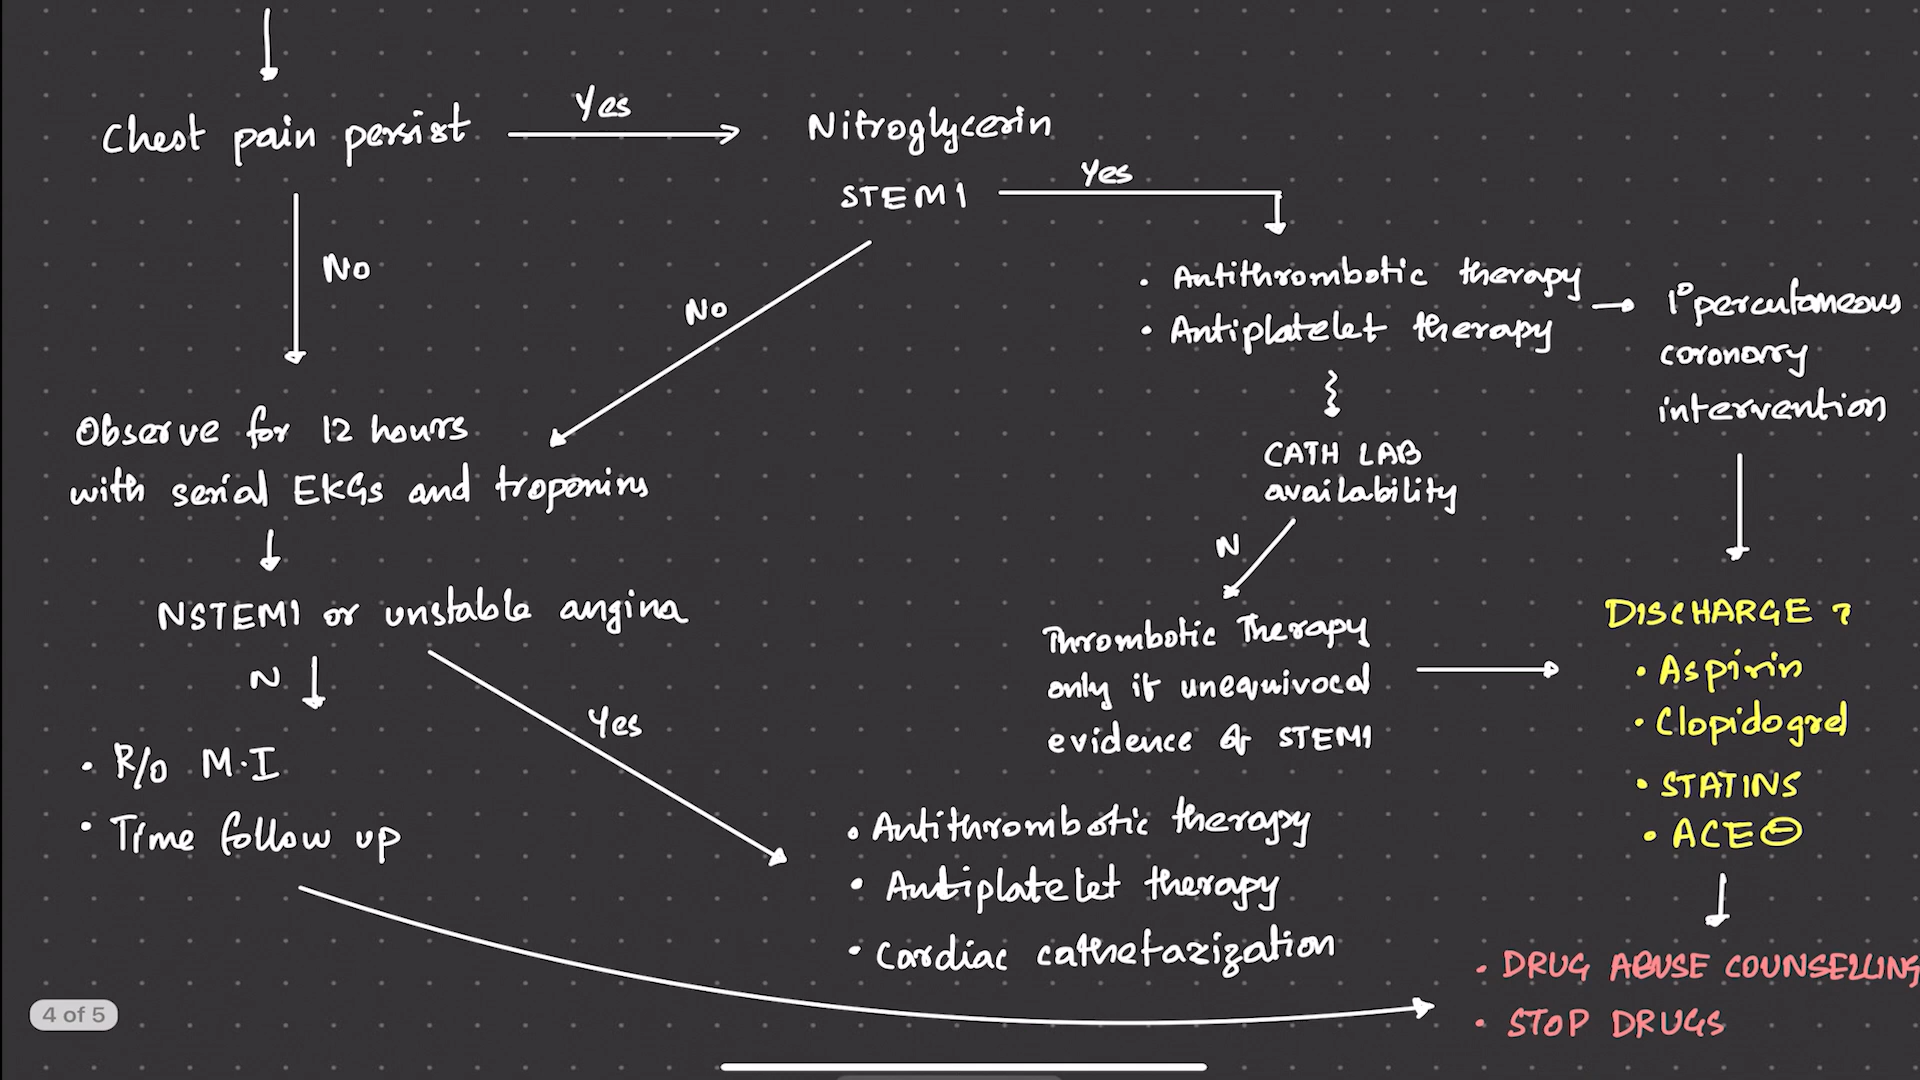 Chest pain persist
Yes
Nitroglycerin
STEMI
Yes
No
No
• Antithrombotic therapy
• Antiplatelet therapy
1° percutaneous
coronary
intervention
Observe for 12 hours
with serial EKGs and troponins
CATH LAB
availability
N
NSTEMI or unstable angina
N
Yes
Thrombotic Therapy
only if unequivocal
evidence of STEMI
DISCHARGE ?
• Aspirin
• Clopidogrel
• STATINS
• ACE⊖
• R/o M.I
• Time follow up
• Antithrombotic therapy
• Antiplatelet therapy
• Cardiac cathetazization
• DRUG ABUSE COUNSELLING
• STOP DRUGS
4 of 5